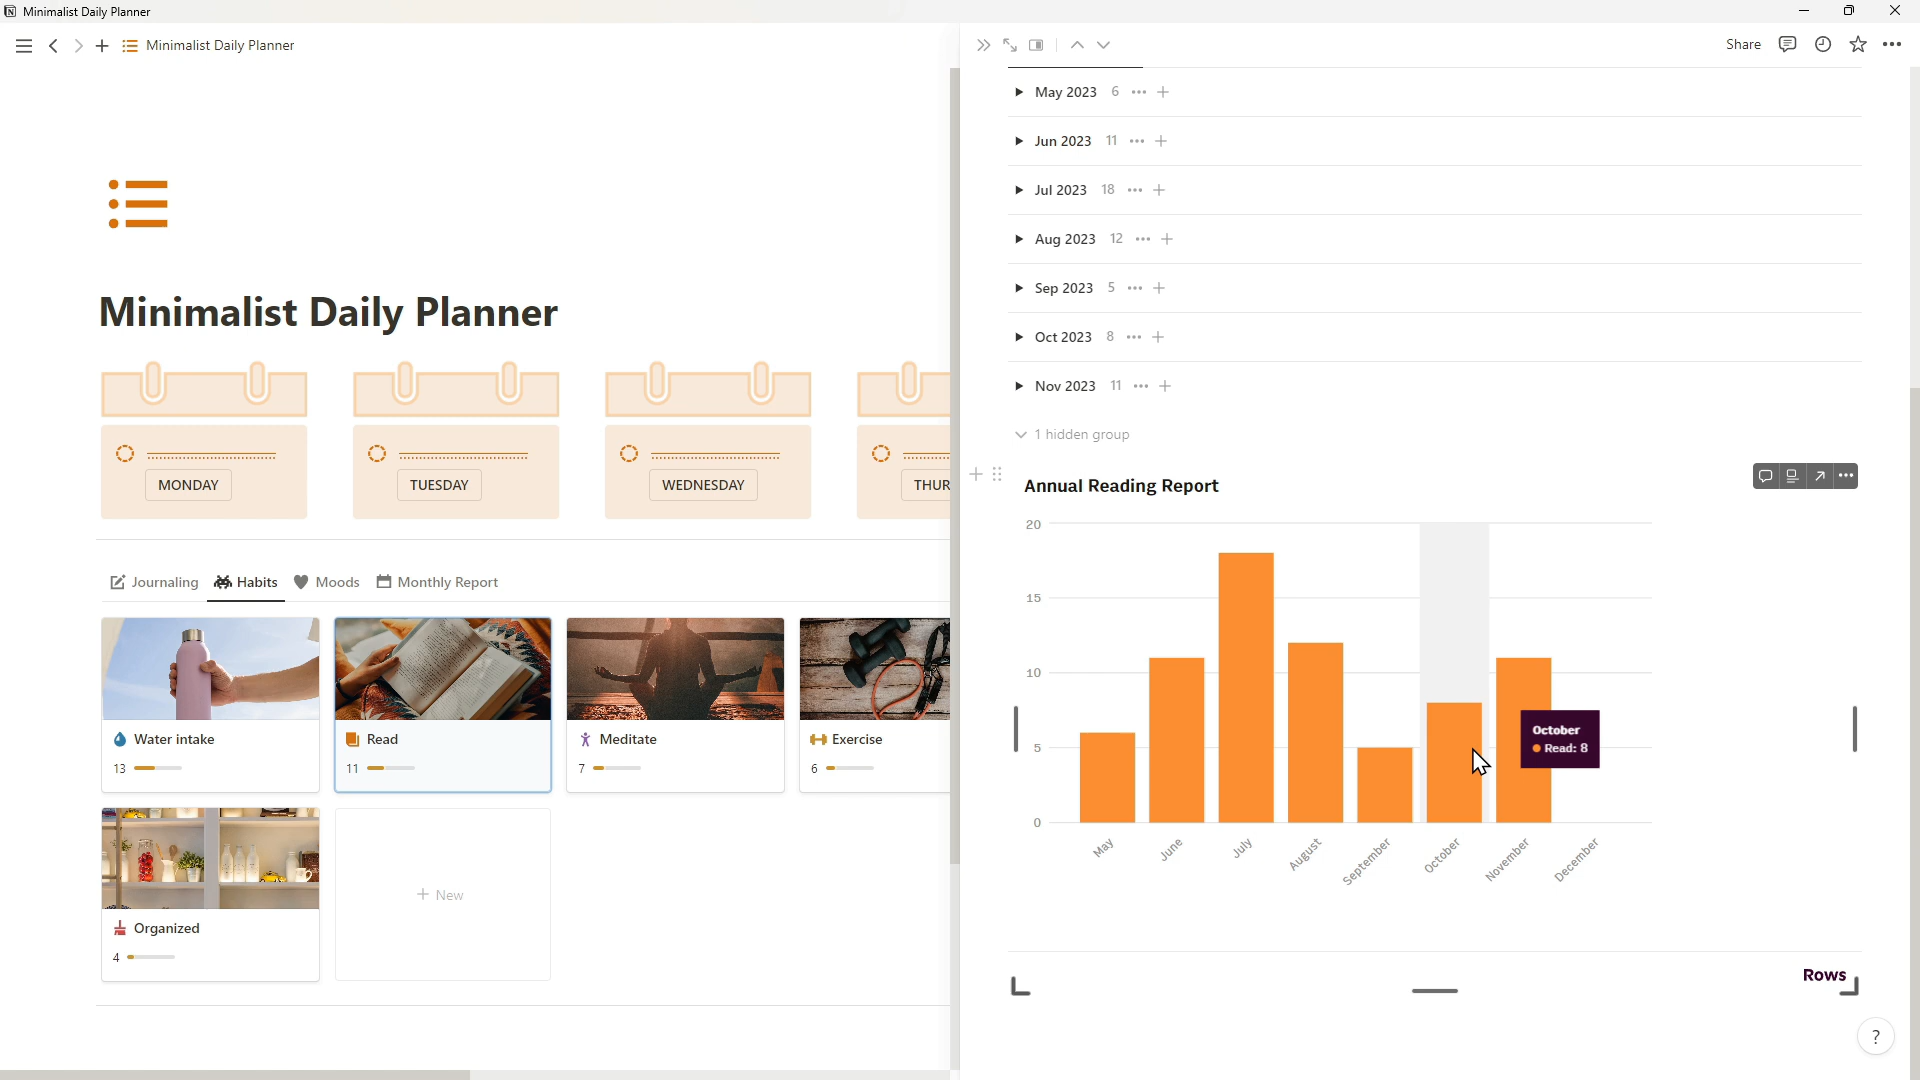 Minimalist Daily Planner
Minimalist Daily Planner
Share
Minimalist Daily Planner
MONDAY
TUESDAY
WEDNESDAY
THUR
Journaling
Habits
Moods
Monthly Report
Water intake
13
Read
11
Meditate
7
Exercise
6
Organized
4
+ New
May 2023 6
Jun 2023 11
Jul 2023 18
Aug 2023 12
Sep 2023 5
Oct 2023 8
Nov 2023 11
1 hidden group
Annual Reading Report
20
15
10
5
0
October
Read: 8
May
June
July
August
September
October
November
December
Rows
?